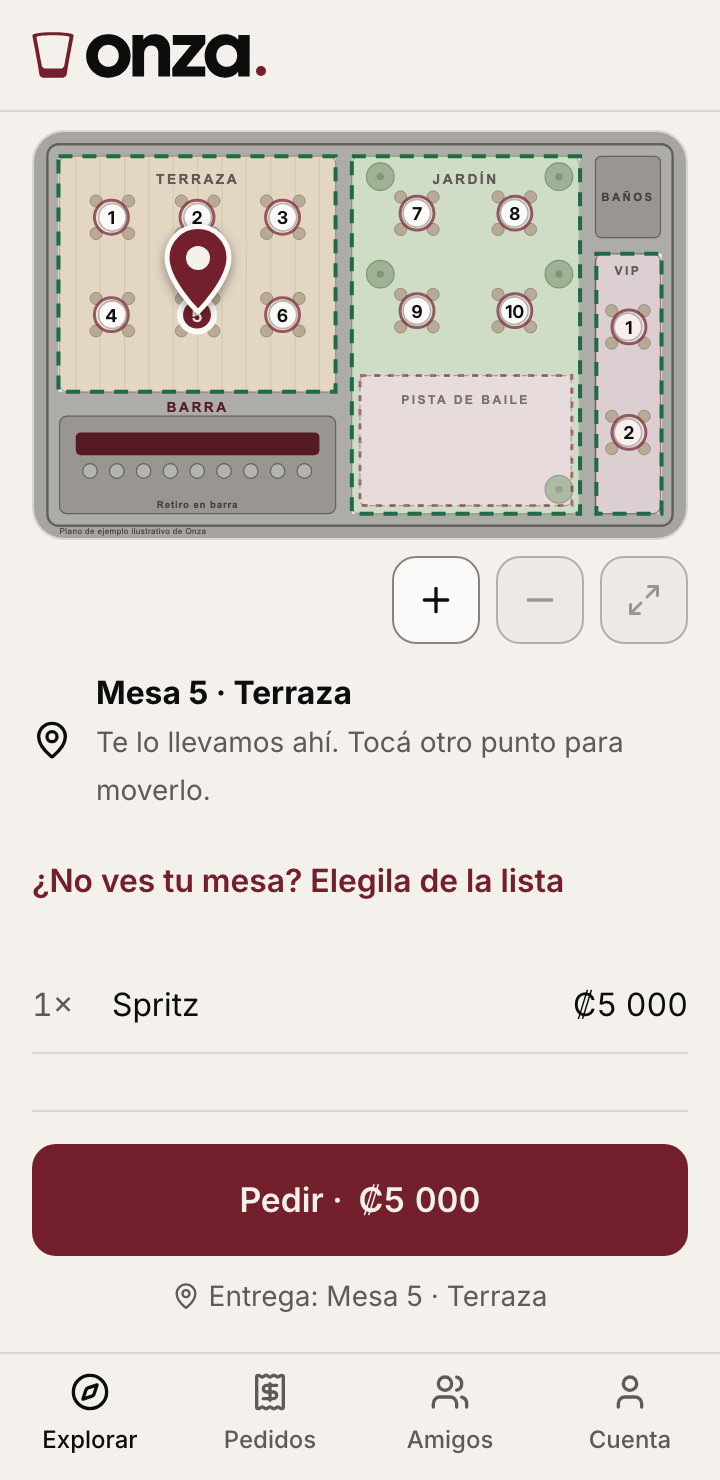 onza.
TERRAZA
JARDÍN
BAÑOS
1
2
3
7
8
VIP
4
5
6
9
10
1
BARRA
PISTA DE BAILE
2
Retiro en barra
Plano de ejemplo ilustrativo de Onza
Mesa 5 · Terraza
Te lo llevamos ahí. Tocá otro punto para
moverlo.
¿No ves tu mesa? Elegila de la lista
1× Spritz ₡5 000
Pedir · ₡5 000
Entrega: Mesa 5 · Terraza
Explorar Pedidos Amigos Cuenta